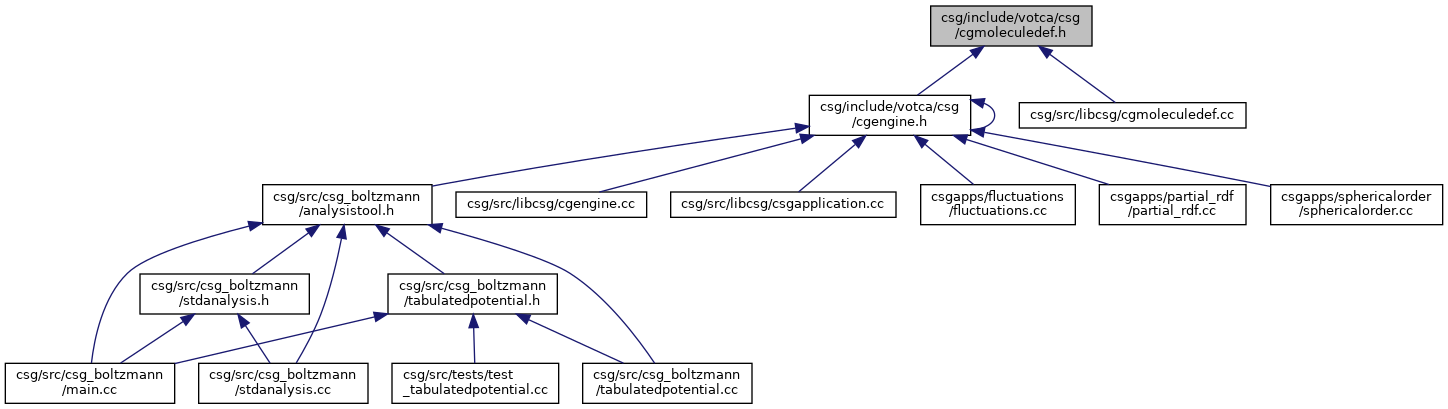 csg/include/votca/csg
/cgmoleculedef.h
csg/include/votca/csg
/cgengine.h
csg/src/libcsg/cgmoleculedef.cc
csg/src/csg_boltzmann
/analysistool.h
csg/src/libcsg/cgengine.cc
csg/src/libcsg/csgapplication.cc
csgapps/fluctuations
/fluctuations.cc
csgapps/partial_rdf
/partial_rdf.cc
csgapps/sphericalorder
/sphericalorder.cc
csg/src/csg_boltzmann
/stdanalysis.h
csg/src/csg_boltzmann
/tabulatedpotential.h
csg/src/csg_boltzmann
/main.cc
csg/src/csg_boltzmann
/stdanalysis.cc
csg/src/tests/test
_tabulatedpotential.cc
csg/src/csg_boltzmann
/tabulatedpotential.cc